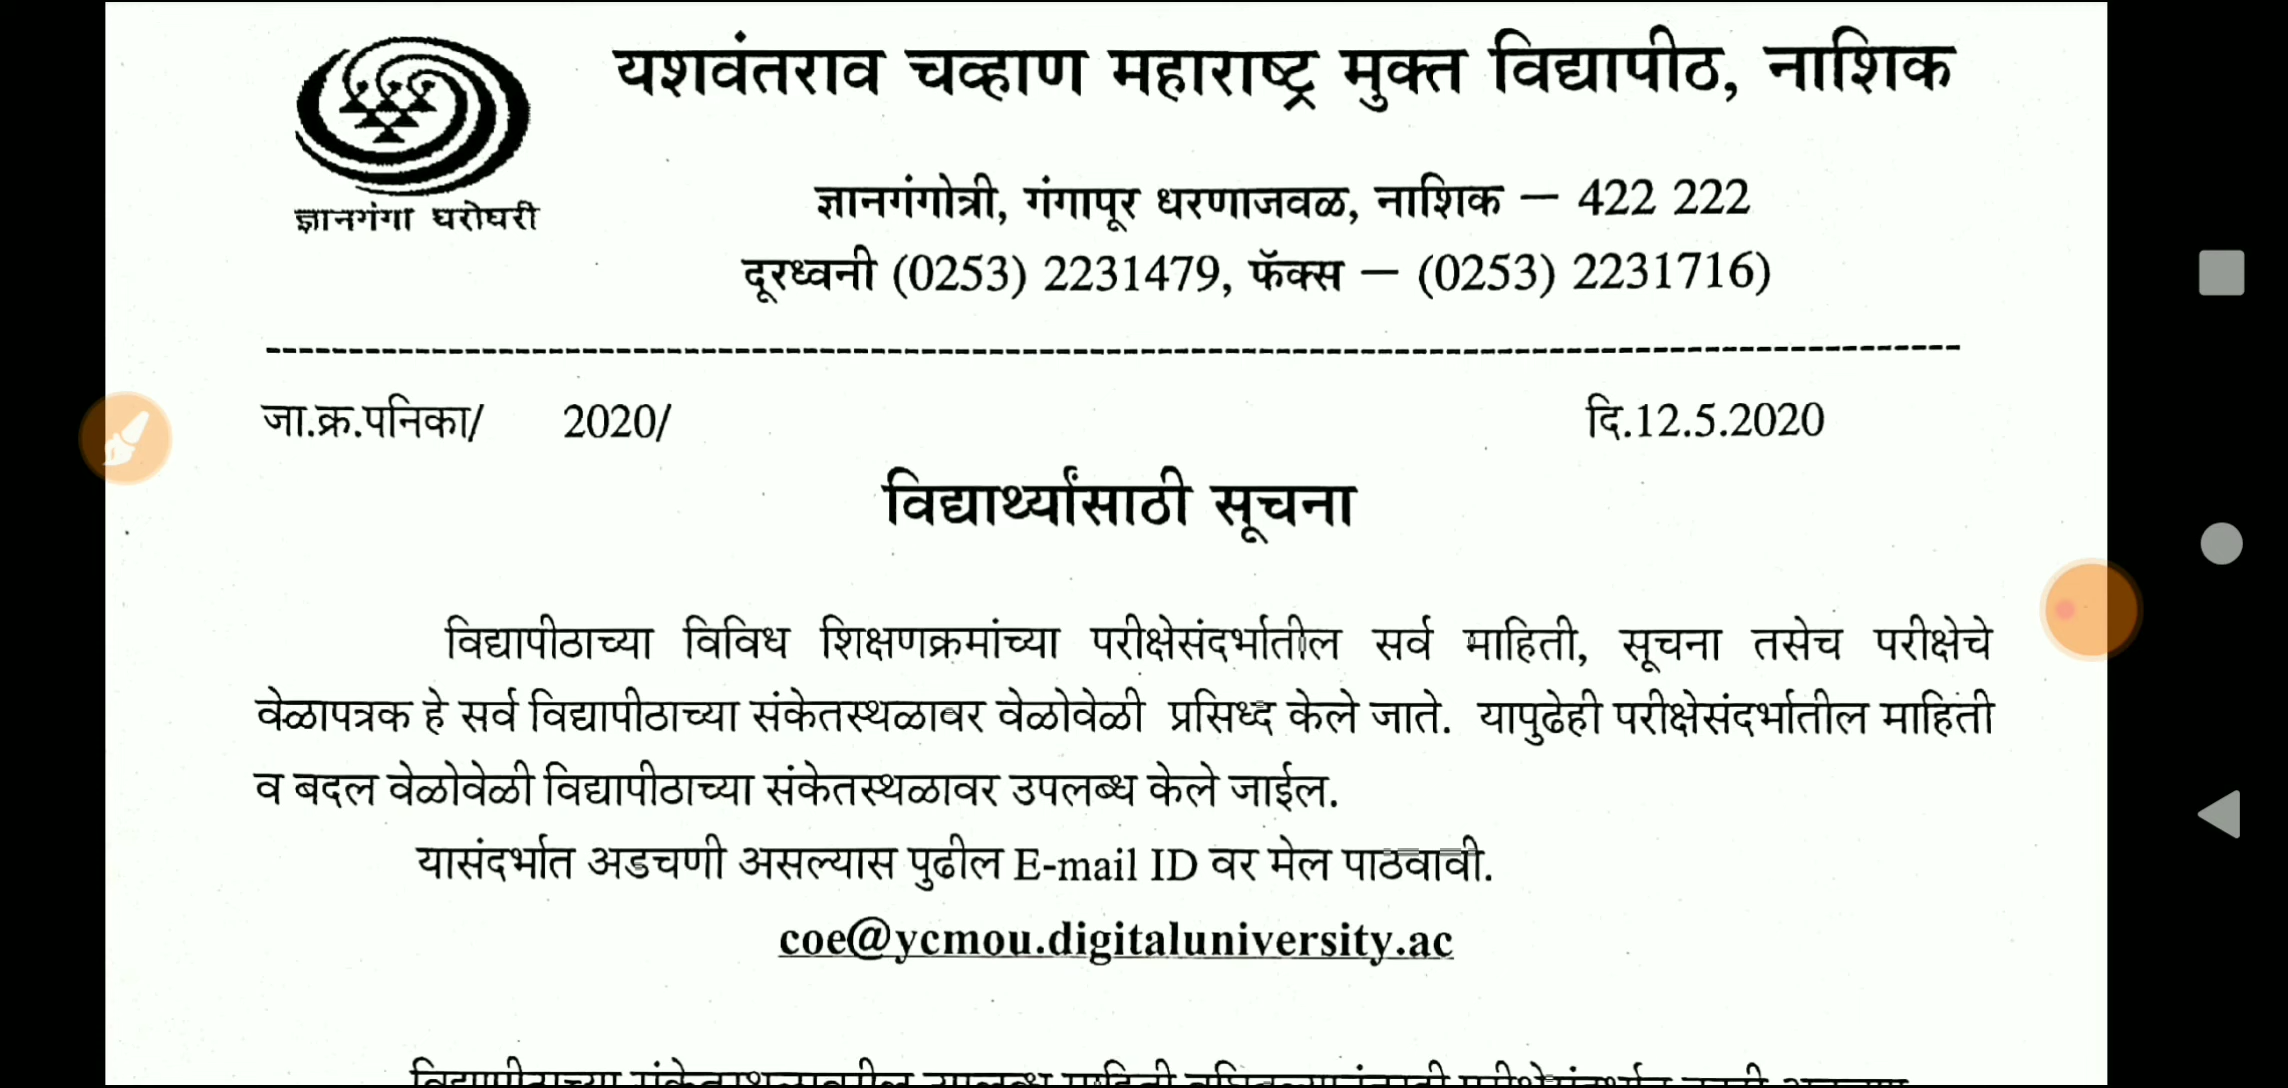 यशवंतराव चव्हाण महाराष्ट्र मुक्त विद्यापीठ, नाशिक
ज्ञानगंगा घरोघरी
ज्ञानगंगोत्री, गंगापूर धरणाजवळ, नाशिक – 422 222
दूरध्वनी (0253) 2231479, फॅक्स – (0253) 2231716)
जा.क्र.पनिका/ 2020/ दि.12.5.2020
विद्यार्थ्यांसाठी सूचना
विद्यापीठाच्या विविध शिक्षणक्रमांच्या परीक्षेसंदर्भातील सर्व माहिती, सूचना तसेच परीक्षेचे
वेळापत्रक हे सर्व विद्यापीठाच्या संकेतस्थळावर वेळोवेळी प्रसिध्द केले जाते. यापुढेही परीक्षेसंदर्भातील माहिती
व बदल वेळोवेळी विद्यापीठाच्या संकेतस्थळावर उपलब्ध केले जाईल.
यासंदर्भात अडचणी असल्यास पुढील E-mail ID वर मेल पाठवावी.
coe@ycmou.digitaluniversity.ac